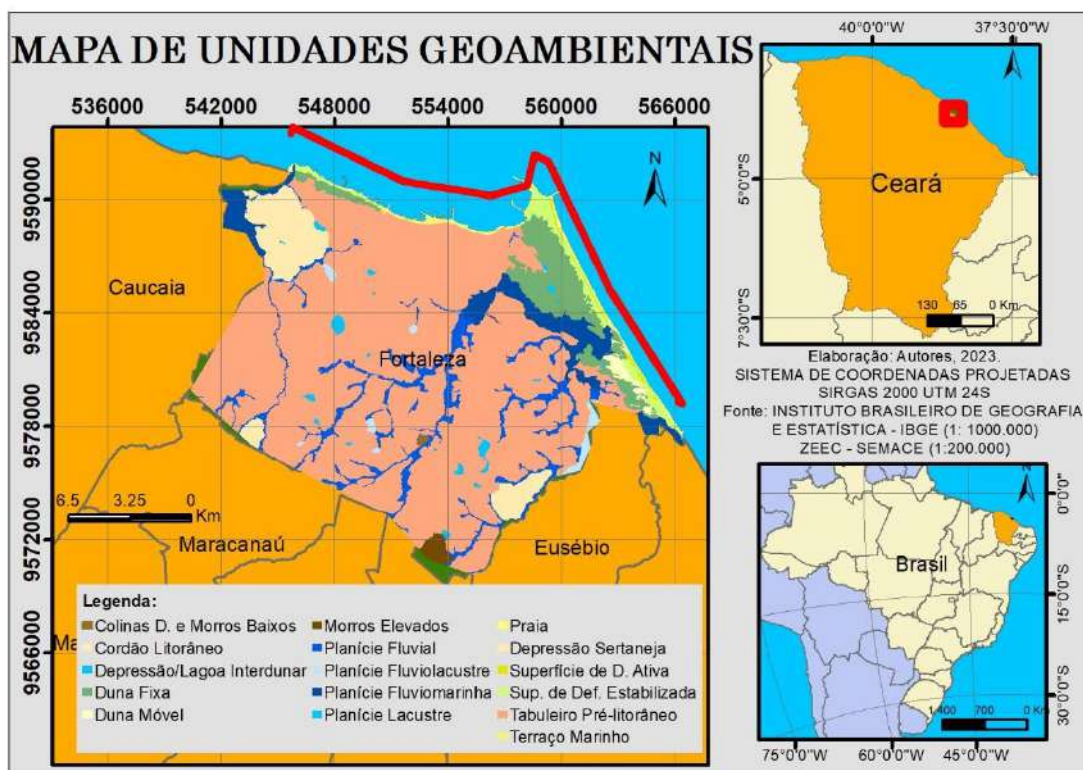 MAPA DE UNIDADES GEOAMBIENTAIS
536000 542000 548000 554000 560000 566000
9590000
9584000
9578000
9572000
9566000
N
Caucaia
Fortaleza
6.5 3.25 0
Km
Maracanaú
Eusébio
Ma
Legenda:
Colinas D. e Morros Baixos
Cordão Litorâneo
Depressão/Lagoa Interdunar
Duna Fixa
Duna Móvel
Morros Elevados
Planície Fluvial
Planície Fluviolacustre
Planície Fluviomarinha
Planície Lacustre
Praia
Depressão Sertaneja
Superfície de D. Ativa
Sup. de Def. Estabilizada
Tabuleiro Pré-litorâneo
Terraço Marinho
40°0'0"W 37°30'0"W
N
5°0'0"S
7°30'0"S
Ceará
130 65 0 Km
Elaboração: Autores, 2023.
SISTEMA DE COORDENADAS PROJETADAS
SIRGAS 2000 UTM 24S
Fonte: INSTITUTO BRASILEIRO DE GEOGRAFIA
E ESTATÍSTICA - IBGE (1: 1000.000)
ZEEC - SEMACE (1:200.000)
N
0°0'0"
15°0'0"S
30°0'0"S
Brasil
1.400 700 0 K
75°0'0"W 60°0'0"W 45°0'0"W